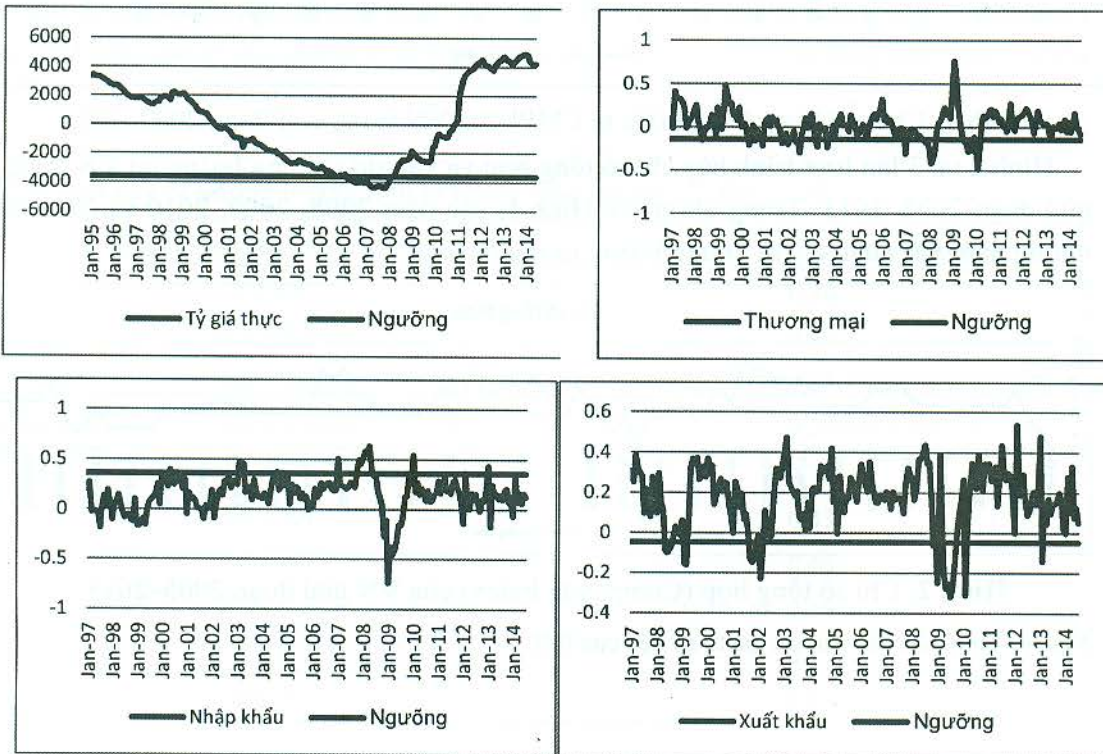 6000
4000
2000
0
-2000
-4000
-6000
Jan-95
Jan-96
Jan-97
Jan-98
Jan-99
Jan-00
Jan-01
Jan-02
Jan-03
Jan-04
Jan-05
Jan-06
Jan-07
Jan-08
Jan-09
Jan-10
Jan-11
Jan-12
Jan-13
Jan-14
Tỷ giá thực Ngưỡng
1
0.5
0
-0.5
-1
Jan-97
Jan-98
Jan-99
Jan-00
Jan-01
Jan-02
Jan-03
Jan-04
Jan-05
Jan-06
Jan-07
Jan-08
Jan-09
Jan-10
Jan-11
Jan-12
Jan-13
Jan-14
Thương mại Ngưỡng
1
0.5
0
-0.5
-1
Jan-97
Jan-98
Jan-99
Jan-00
Jan-01
Jan-02
Jan-03
Jan-04
Jan-05
Jan-06
Jan-07
Jan-08
Jan-09
Jan-10
Jan-11
Jan-12
Jan-13
Jan-14
Nhập khẩu Ngưỡng
0.6
0.4
0.2
0
-0.2
-0.4
Jan-97
Jan-98
Jan-99
Jan-00
Jan-01
Jan-02
Jan-03
Jan-04
Jan-05
Jan-06
Jan-07
Jan-08
Jan-09
Jan-10
Jan-11
Jan-12
Jan-13
Jan-14
Xuất khẩu Ngưỡng